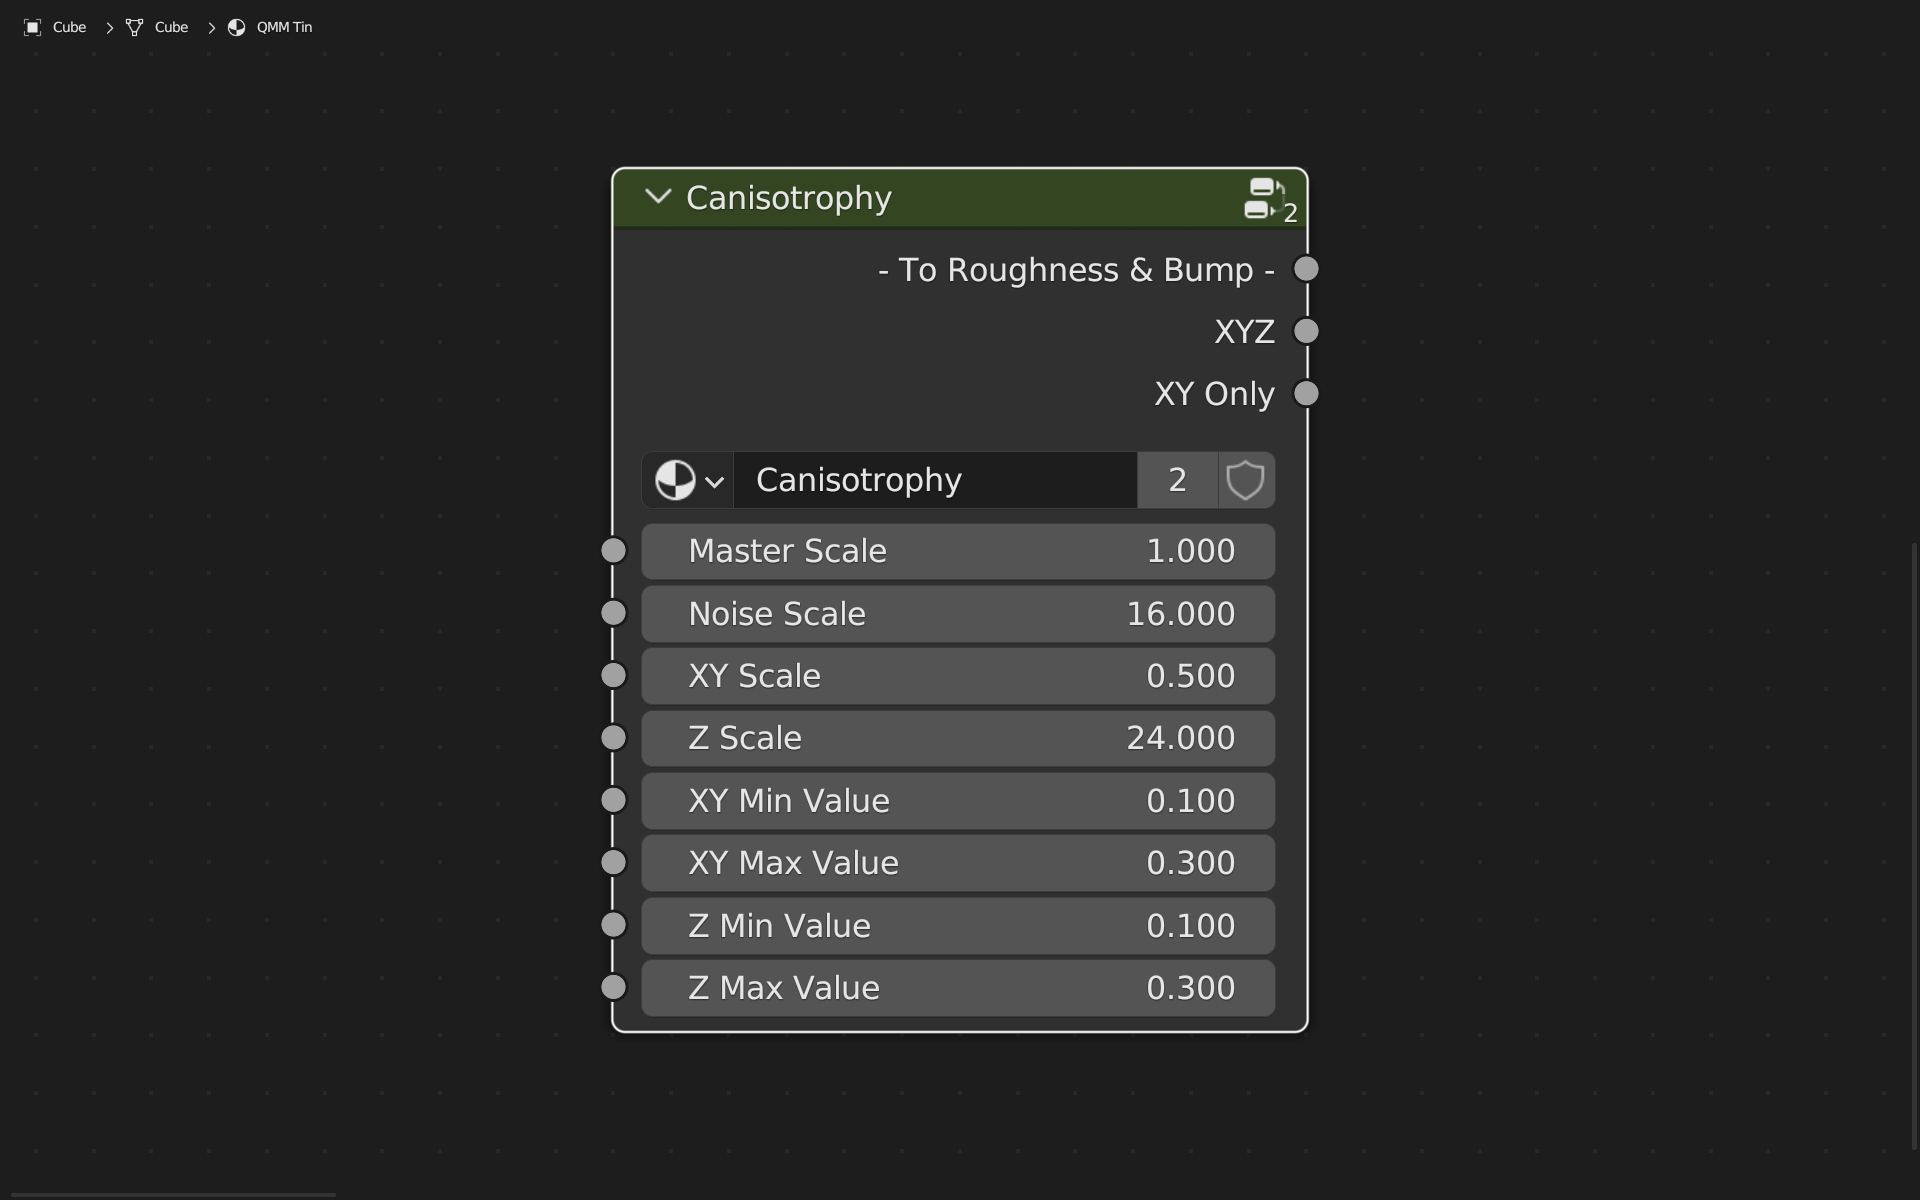 Cube > Cube > QMM Tin
Canisotrophy 2
- To Roughness & Bump -
XYZ
XY Only
Canisotrophy 2
Master Scale 1.000
Noise Scale 16.000
XY Scale 0.500
Z Scale 24.000
XY Min Value 0.100
XY Max Value 0.300
Z Min Value 0.100
Z Max Value 0.300